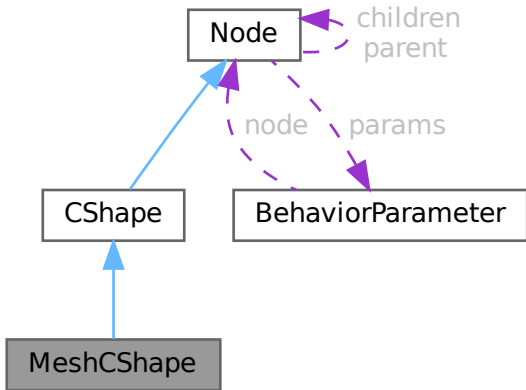 Node
children
parent
node
params
CShape
BehaviorParameter
MeshCShape